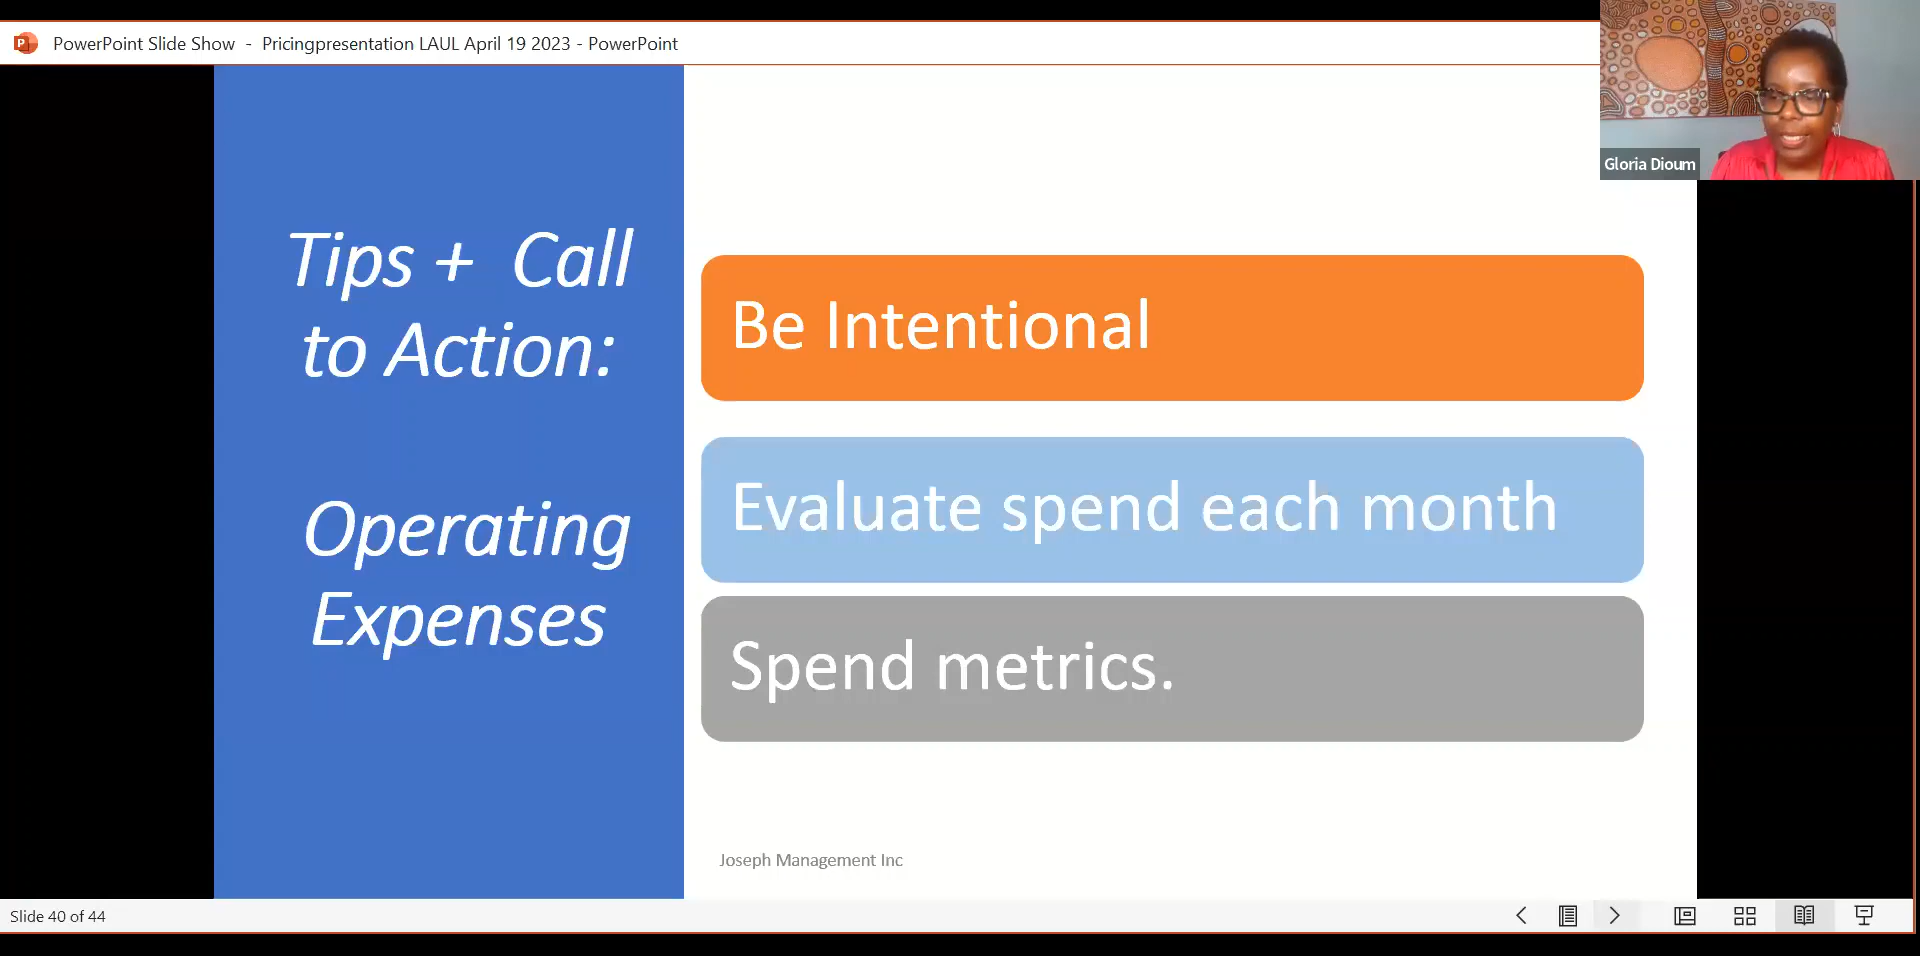 PowerPoint Slide Show - Pricingpresentation LAUL April 19 2023 - PowerPoint
Gloria Dioum
Tips + Call
to Action:
Operating
Expenses
Be Intentional
Evaluate spend each month
Spend metrics.
Joseph Management Inc
Slide 40 of 44